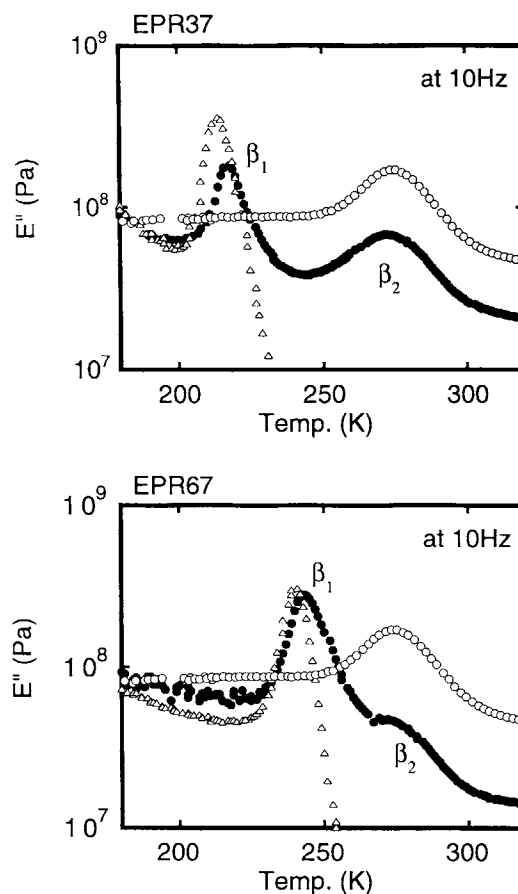 EPR37
10⁹
at 10Hz
β₁
10⁸
E" (Pa)
β₂
10⁷
200 250 300
Temp. (K)
EPR67
10⁹
at 10Hz
β₁
10⁸
E" (Pa)
β₂
10⁷
200 250 300
Temp. (K)